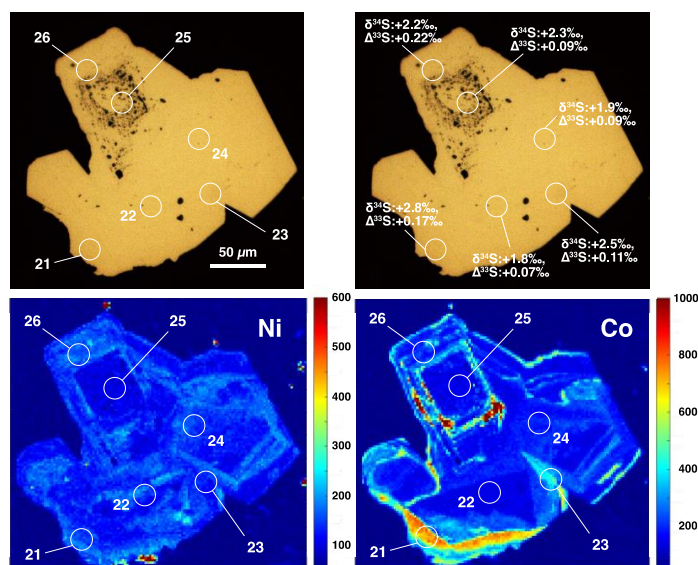 26
25
24
22
23
21
50 µm
δ³⁴S:+2.2‰,
Δ³³S:+0.22‰
δ³⁴S:+2.3‰,
Δ³³S:+0.09‰
δ³⁴S:+1.9‰,
Δ³³S:+0.09‰
δ³⁴S:+2.8‰,
Δ³³S:+0.17‰
δ³⁴S:+1.8‰,
Δ³³S:+0.07‰
δ³⁴S:+2.5‰,
Δ³³S:+0.11‰
26
25
Ni
24
22
21
23
600
500
400
300
200
100
26
25
Co
24
22
21
23
1000
800
600
400
200